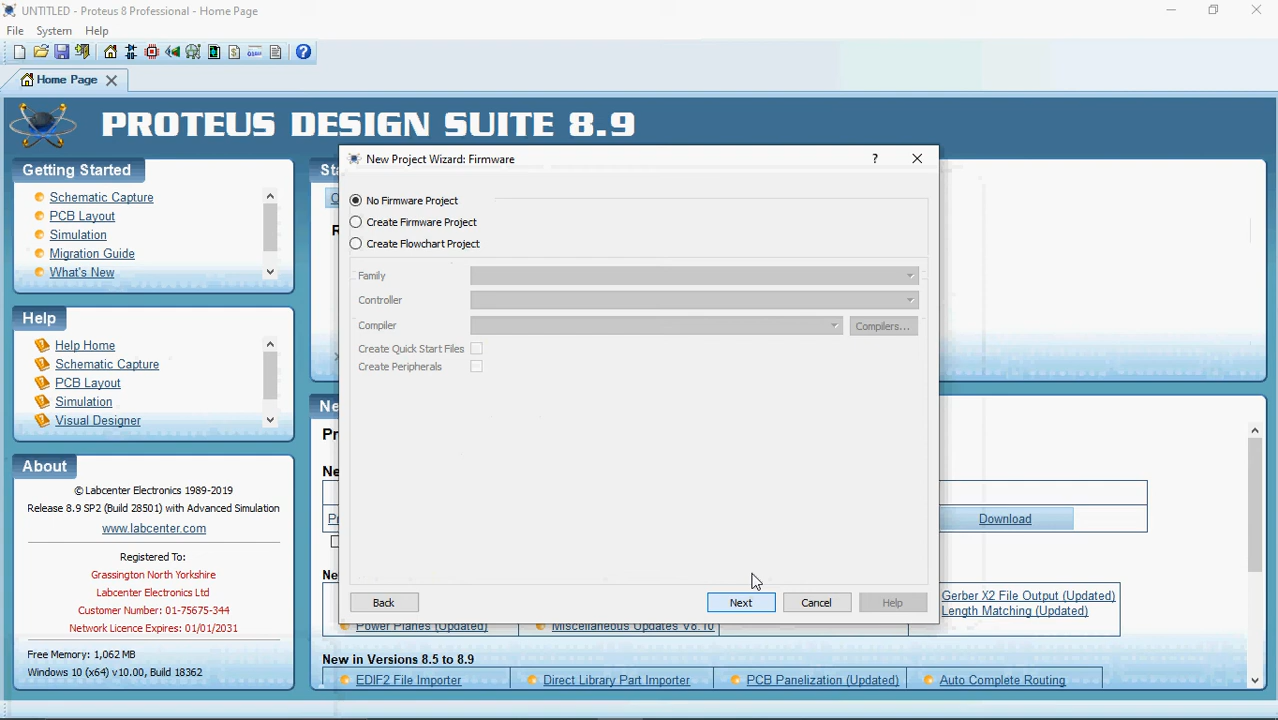 UNTITLED - Proteus 8 Professional - Home Page
File System Help
Home Page
PROTEUS DESIGN SUITE 8.9
Getting Started
Schematic Capture
PCB Layout
Simulation
Migration Guide
What's New
Help
Help Home
Schematic Capture
PCB Layout
Simulation
Visual Designer
About
© Labcenter Electronics 1989-2019
Release 8.9 SP2 (Build 28501) with Advanced Simulation
www.labcenter.com
Registered To:
Grassington North Yorkshire
Labcenter Electronics Ltd
Customer Number: 01-75675-344
Network Licence Expires: 01/01/2031
Free Memory: 1,062 MB
Windows 10 (x64) v10.00, Build 18362
New Project Wizard: Firmware
No Firmware Project
Create Firmware Project
Create Flowchart Project
Family
Controller
Compiler
Compilers...
Create Quick Start Files
Create Peripherals
Back
Next
Cancel
Help
Download
Gerber X2 File Output (Updated)
Length Matching (Updated)
Power Planes (Updated)
Miscellaneous Updates V8.10
New in Versions 8.5 to 8.9
EDIF2 File Importer
Direct Library Part Importer
PCB Panelization (Updated)
Auto Complete Routing